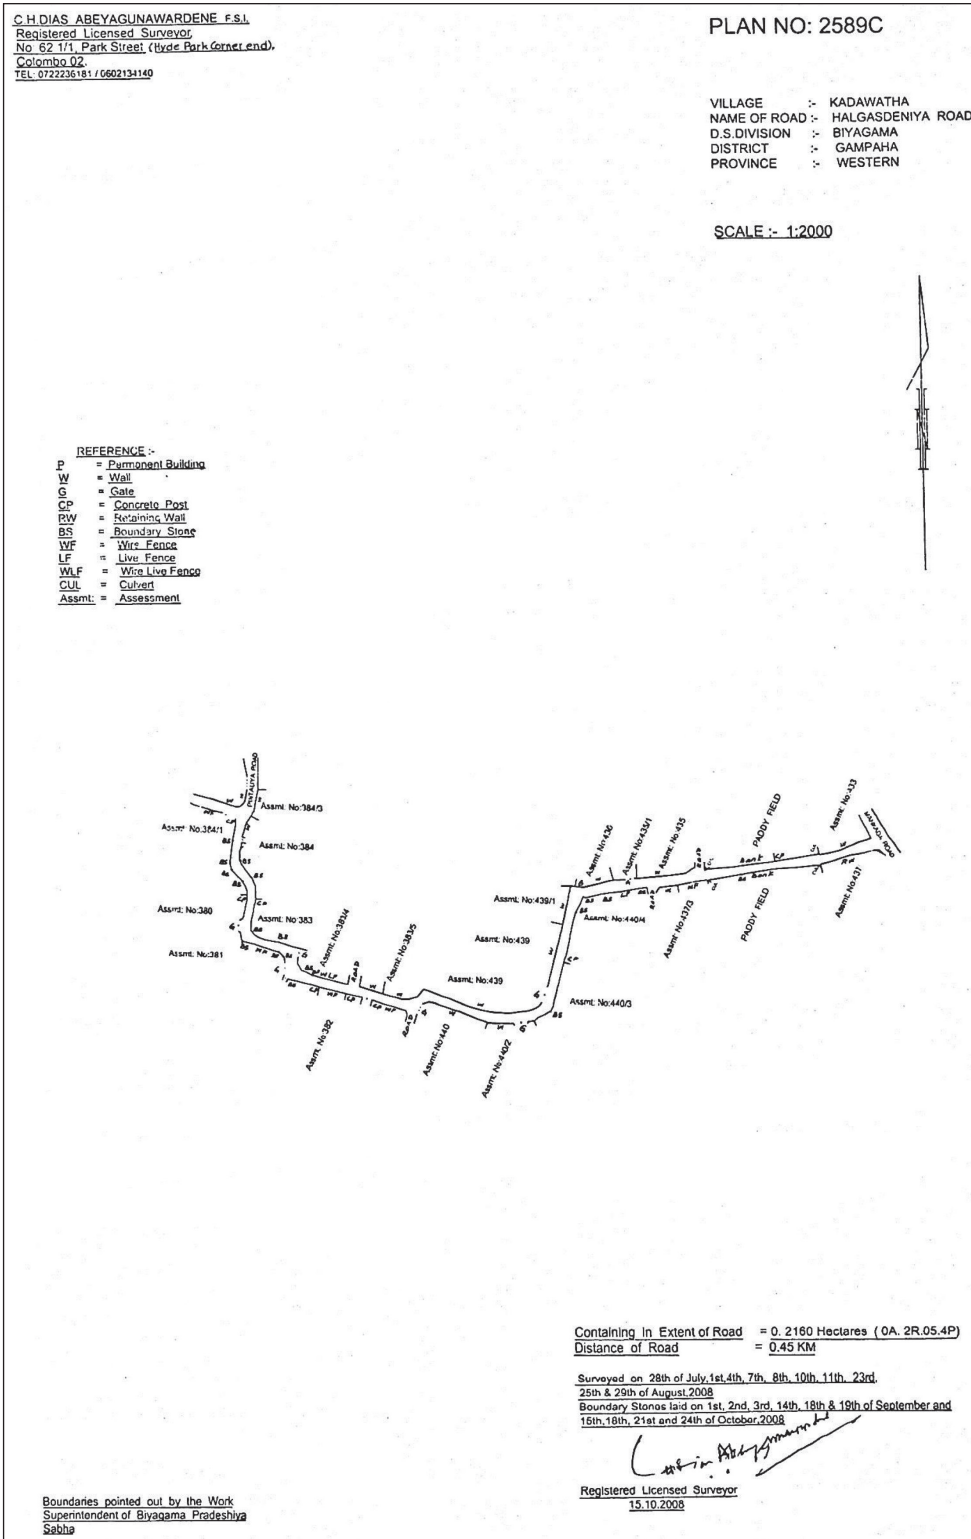 C.H.DIAS ABEYAGUNAWARDENE F.S.I.
Registered Licensed Surveyor,
No 62 1/1, Park Street (Hyde Park Corner end),
Colombo 02.
TEL: 0722236181 / 0602134140
PLAN NO: 2589C
VILLAGE :- KADAWATHA
NAME OF ROAD :- HALGASDENIYA ROAD
D.S.DIVISION :- BIYAGAMA
DISTRICT :- GAMPAHA
PROVINCE :- WESTERN
SCALE :- 1:2000
REFERENCE :-
P = Permonent Building
W = Wall
G = Gate
CP = Concrete Post
RW = Retaining Wall
BS = Boundary Stone
WF = Wire Fence
LF = Live Fence
WLF = Wire Live Fence
CUL = Culvert
Assmt: = Assessment
PINTALIYA ROAD
Assmt: No:384/3
Assmt: No:384/1
Assmt: No:384
Assmt: No:380
Assmt: No:383
Assmt: No:381
Assmt: No:383/4
Assmt: No:383/5
ROAD
Assmt: No:382
ROAD
Assmt: No:439
Assmt: No:440
Assmt: No:440/2
Assmt: No:440/3
Assmt: No:439
Assmt: No:439/1
Assmt: No:440/4
Assmt: No:436
Assmt: No:435/1
Assmt: No:435
ROAD
ROAD
Assmt: No:437/3
PADDY FIELD
bank
bank
PADDY FIELD
Assmt: No:433
Assmt: No:431
Containing In Extent of Road = 0. 2160 Hectares ( 0A. 2R.05.4P)
Distance of Road = 0.45 KM
Surveyed on 28th of July,1st,4th, 7th, 8th, 10th, 11th, 23rd,
25th & 29th of August,2008
Boundary Stones laid on 1st, 2nd, 3rd, 14th, 18th & 19th of September and
15th,16th, 21st and 24th of October,2008
Registered Licensed Surveyor
15.10.2008
Boundaries pointed out by the Work
Superintendent of Biyagama Pradeshiya
Sabha